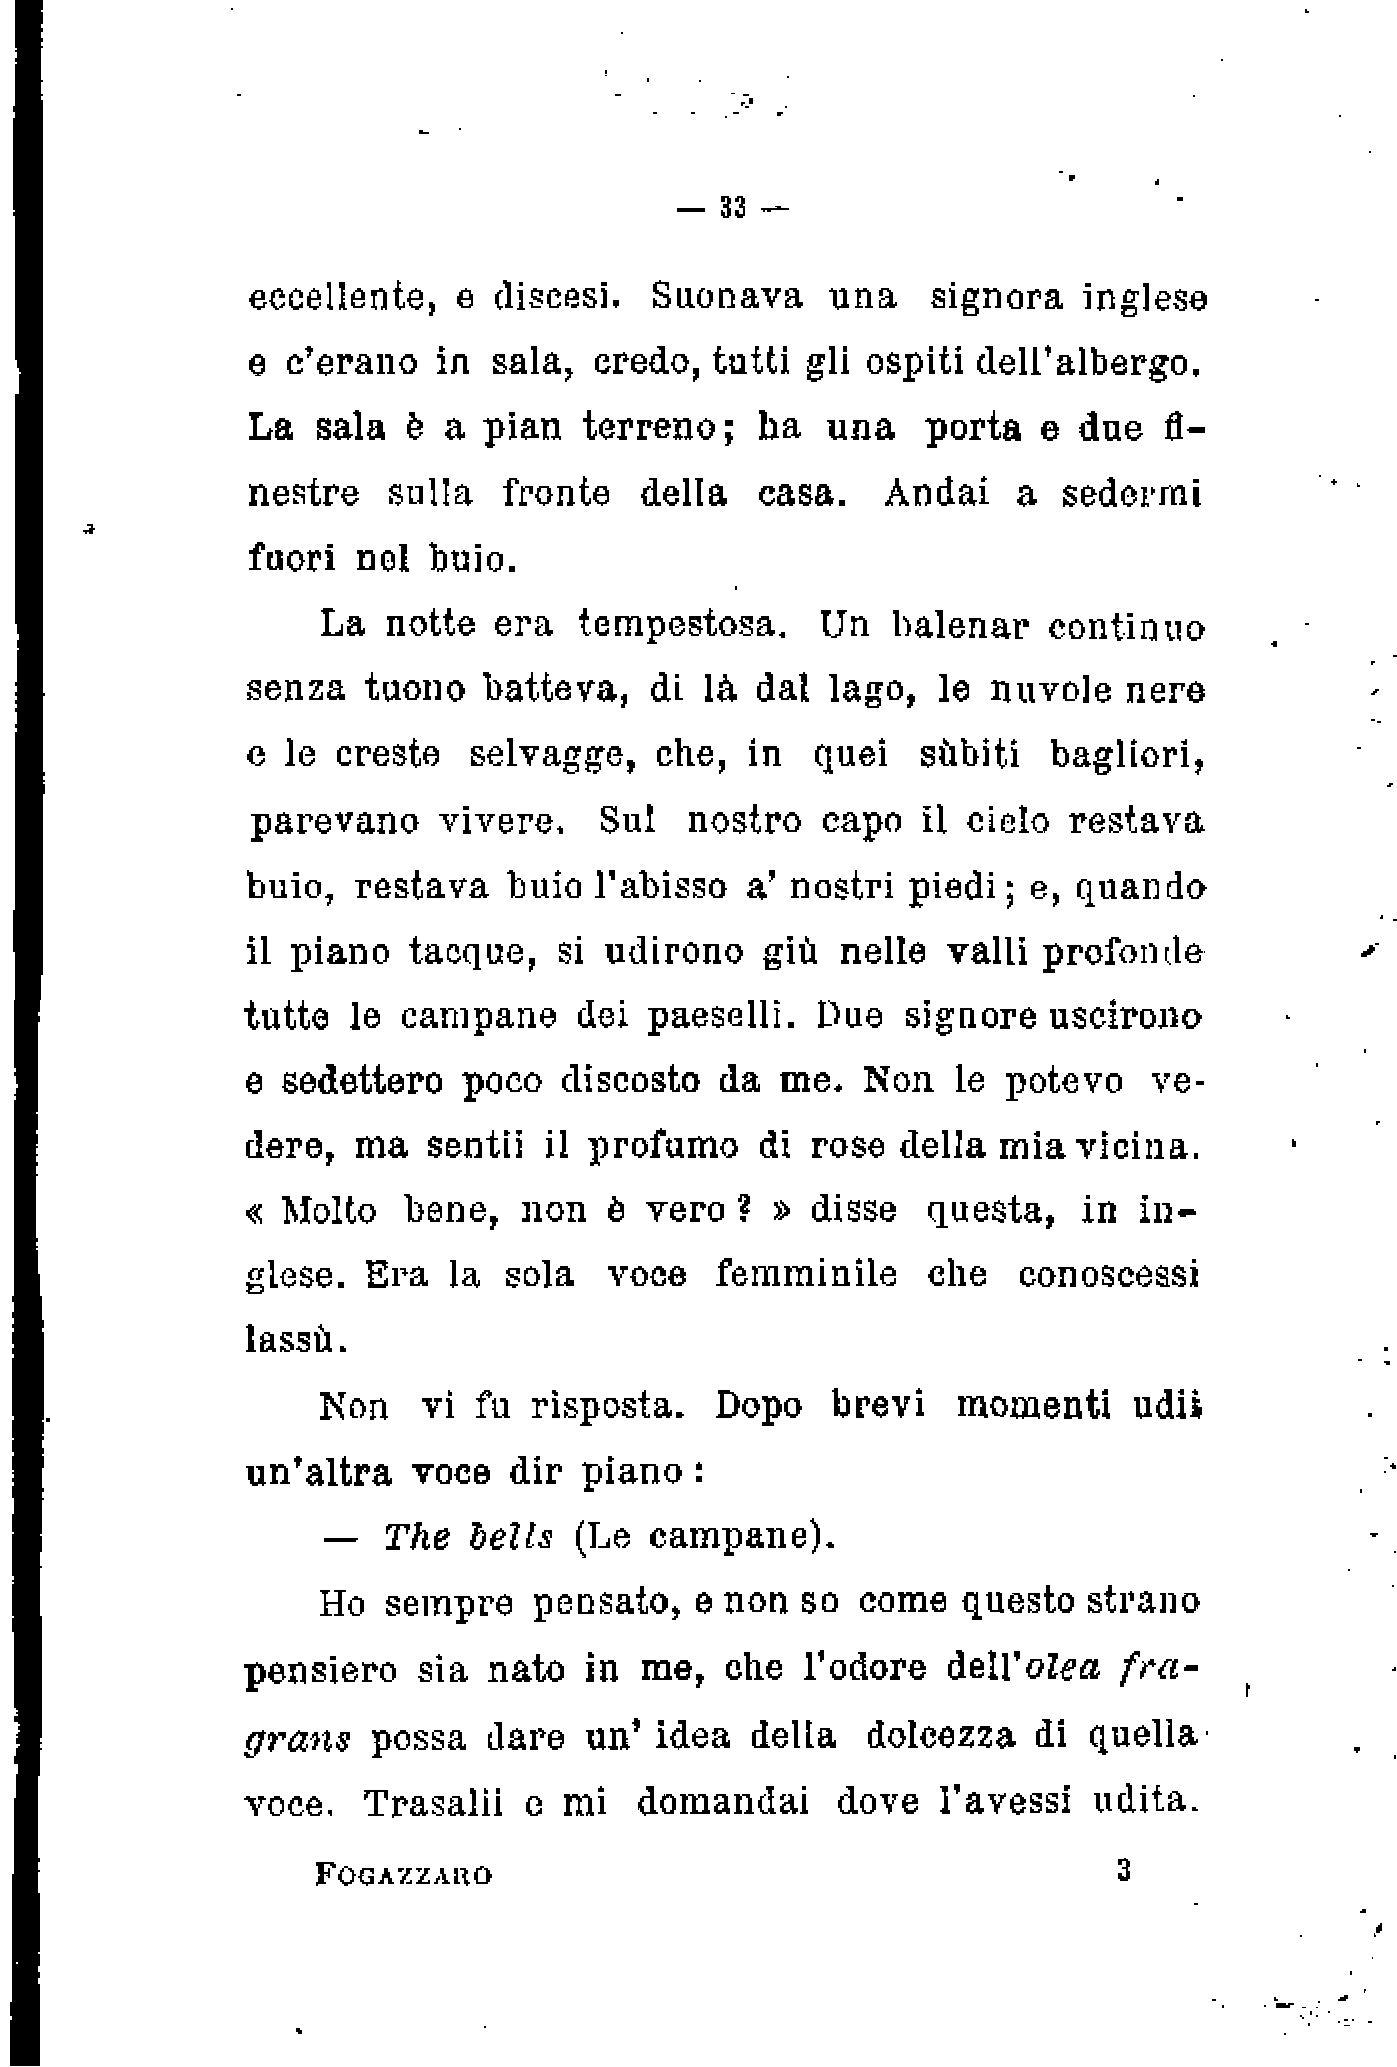 — 33 —
eccellente, e discesi. Suonava una signora inglese
e c'erano in sala, credo, tutti gli ospiti dell'albergo.
La sala è a pian terreno; ha una porta e due fi-
nestre sulla fronte della casa. Andai a sedermi
fuori nel buio.
La notte era tempestosa. Un balenar continuo
senza tuono batteva, di là dal lago, le nuvole nere
e le creste selvagge, che, in quei sùbiti bagliori,
parevano vivere. Sul nostro capo il cielo restava
buio, restava buio l'abisso a' nostri piedi; e, quando
il piano tacque, si udirono giù nelle valli profonde
tutte le campane dei paeselli. Due signore uscirono
e sedettero poco discosto da me. Non le potevo ve-
dere, ma sentii il profumo di rose della mia vicina.
« Molto bene, non è vero? » disse questa, in in-
glese. Era la sola voce femminile che conoscessi
lassù.
Non vi fu risposta. Dopo brevi momenti udii
un'altra voce dir piano:
— The bells (Le campane).
Ho sempre pensato, e non so come questo strano
pensiero sia nato in me, che l'odore dell'olea fra-
grans possa dare un' idea della dolcezza di quella
voce. Trasalii e mi domandai dove l'avessi udita.
FOGAZZARO 3